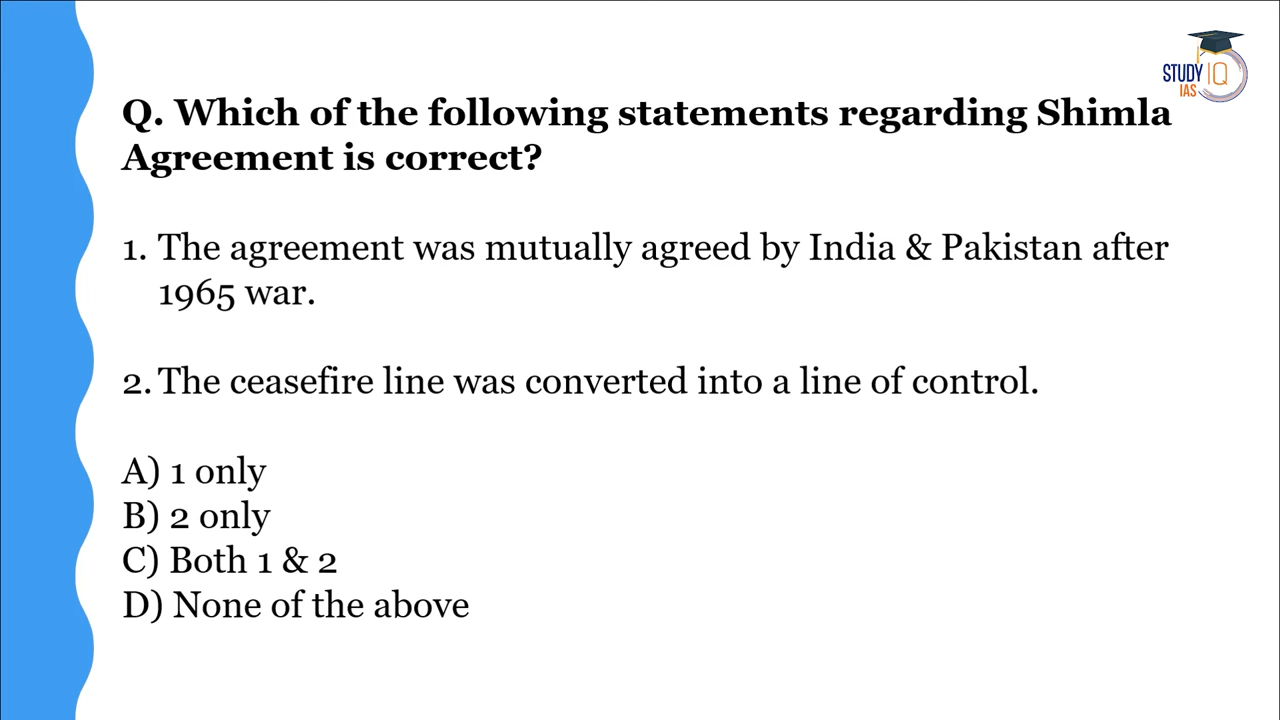 STUDY IQ
IAS
Q. Which of the following statements regarding Shimla
Agreement is correct?
1. The agreement was mutually agreed by India & Pakistan after
1965 war.
2. The ceasefire line was converted into a line of control.
A) 1 only
B) 2 only
C) Both 1 & 2
D) None of the above